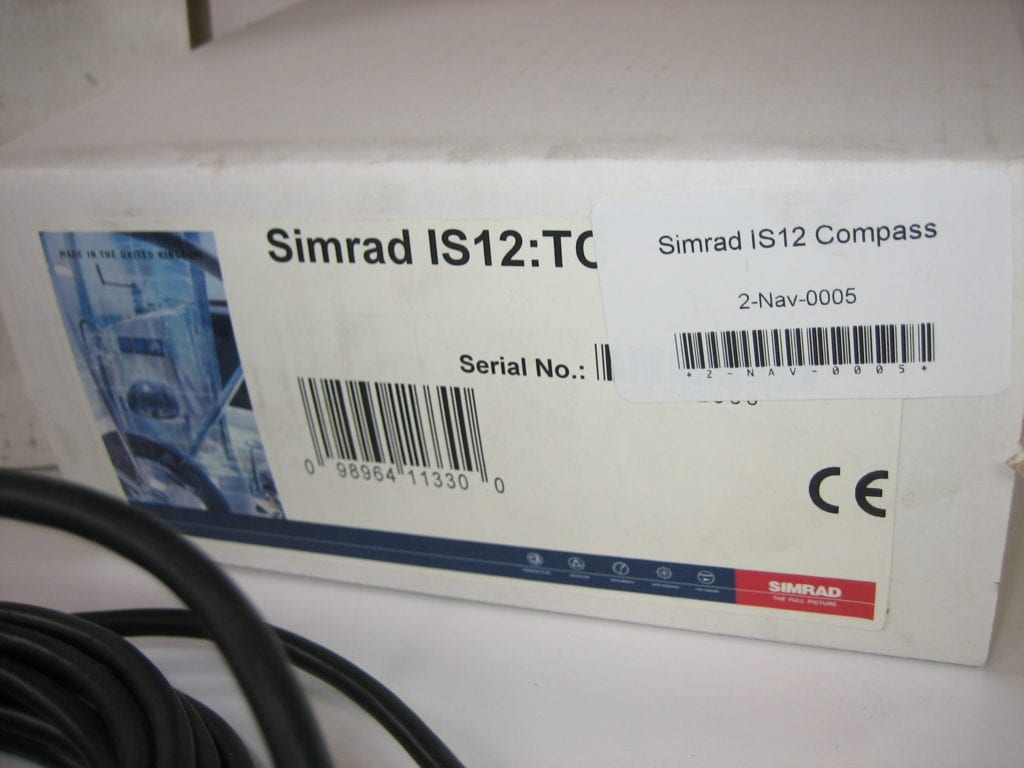 MADE IN THE UNITED KINGDOM
Simrad IS12:TC
Serial No.:
0 98964 11330 0
Simrad IS12 Compass
2-Nav-0005
*2-NAV-0005*
CE
SIMRAD
THE FULL PICTURE